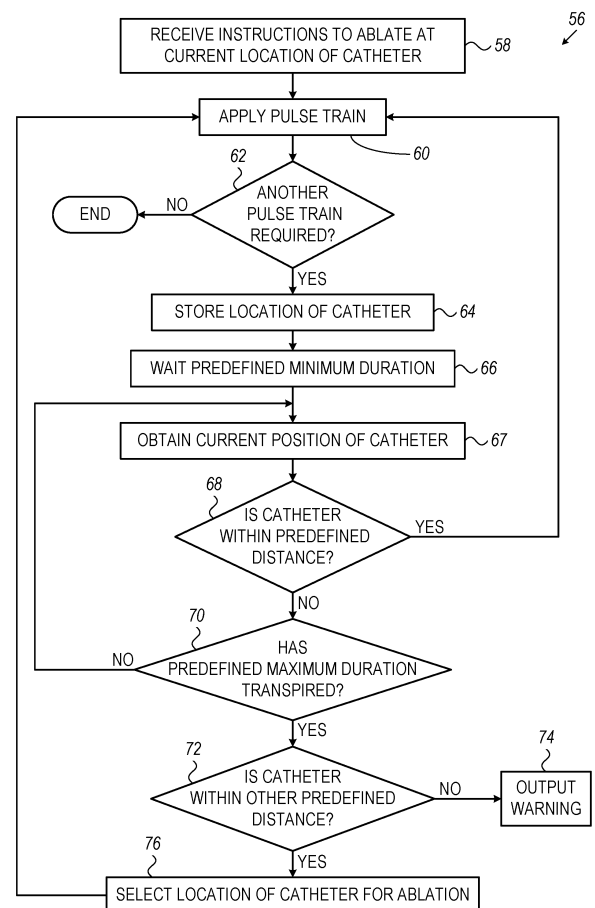 56
RECEIVE INSTRUCTIONS TO ABLATE AT
CURRENT LOCATION OF CATHETER
58
APPLY PULSE TRAIN
60
62
ANOTHER
PULSE TRAIN
REQUIRED?
NO
END
YES
STORE LOCATION OF CATHETER
64
WAIT PREDEFINED MINIMUM DURATION
66
OBTAIN CURRENT POSITION OF CATHETER
67
68
IS CATHETER
WITHIN PREDEFINED
DISTANCE?
YES
NO
70
HAS
PREDEFINED MAXIMUM DURATION
TRANSPIRED?
NO
YES
72
IS CATHETER
WITHIN OTHER PREDEFINED
DISTANCE?
NO
74
OUTPUT
WARNING
YES
76
SELECT LOCATION OF CATHETER FOR ABLATION